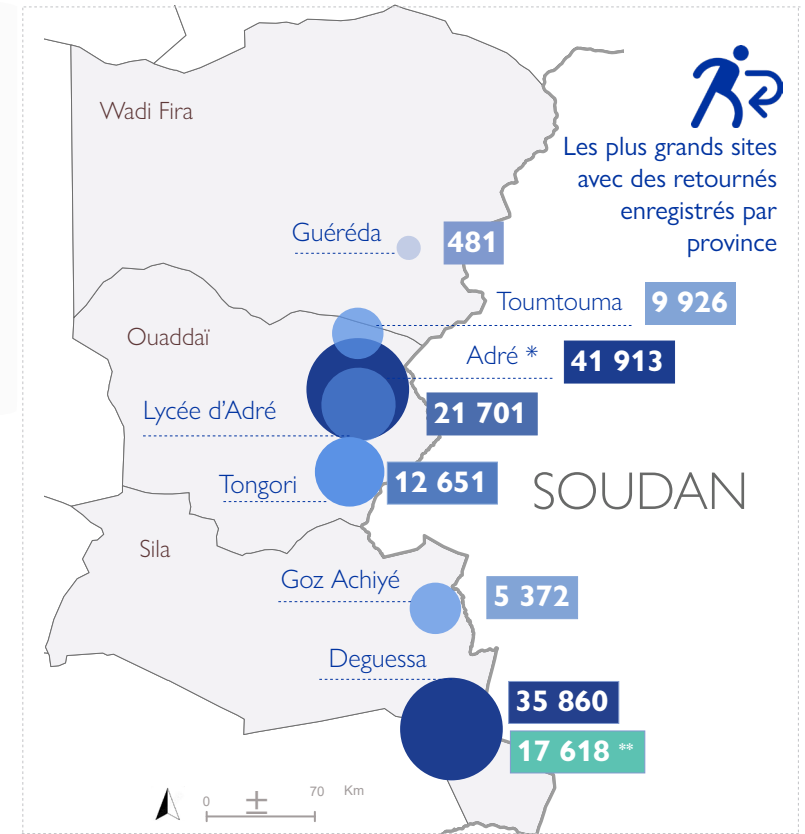 Wadi Fira
Les plus grands sites
avec des retournés
enregistrés par
province
Guéréda
481
Toumtouma
9 926
Ouaddaï
Adré *
41 913
Lycée d'Adré
21 701
Tongori
12 651
SOUDAN
Sila
Goz Achiyé
5 372
Deguessa
35 860
17 618 **
0
70
Km